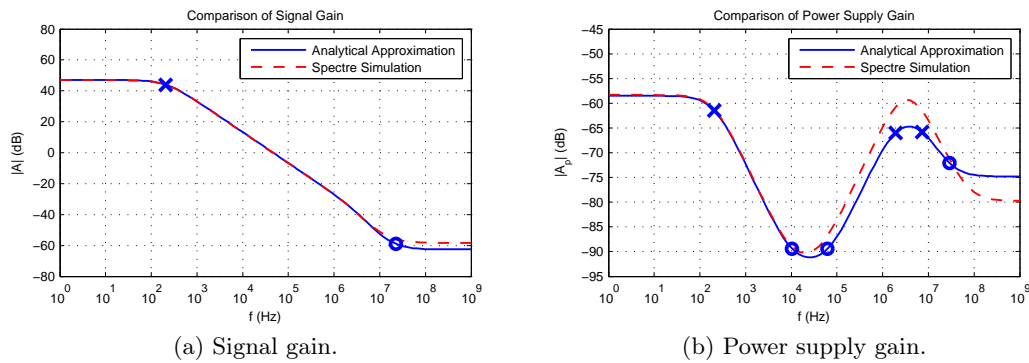 Comparison of Signal Gain
80
60
40
20
0
−20
−40
−60
−80
|A| (dB)
Analytical Approximation
Spectre Simulation
10^0 10^1 10^2 10^3 10^4 10^5 10^6 10^7 10^8 10^9
f (Hz)
(a) Signal gain.
Comparison of Power Supply Gain
−45
−50
−55
−60
−65
−70
−75
−80
−85
−90
−95
|A_p| (dB)
Analytical Approximation
Spectre Simulation
10^0 10^1 10^2 10^3 10^4 10^5 10^6 10^7 10^8 10^9
f (Hz)
(b) Power supply gain.